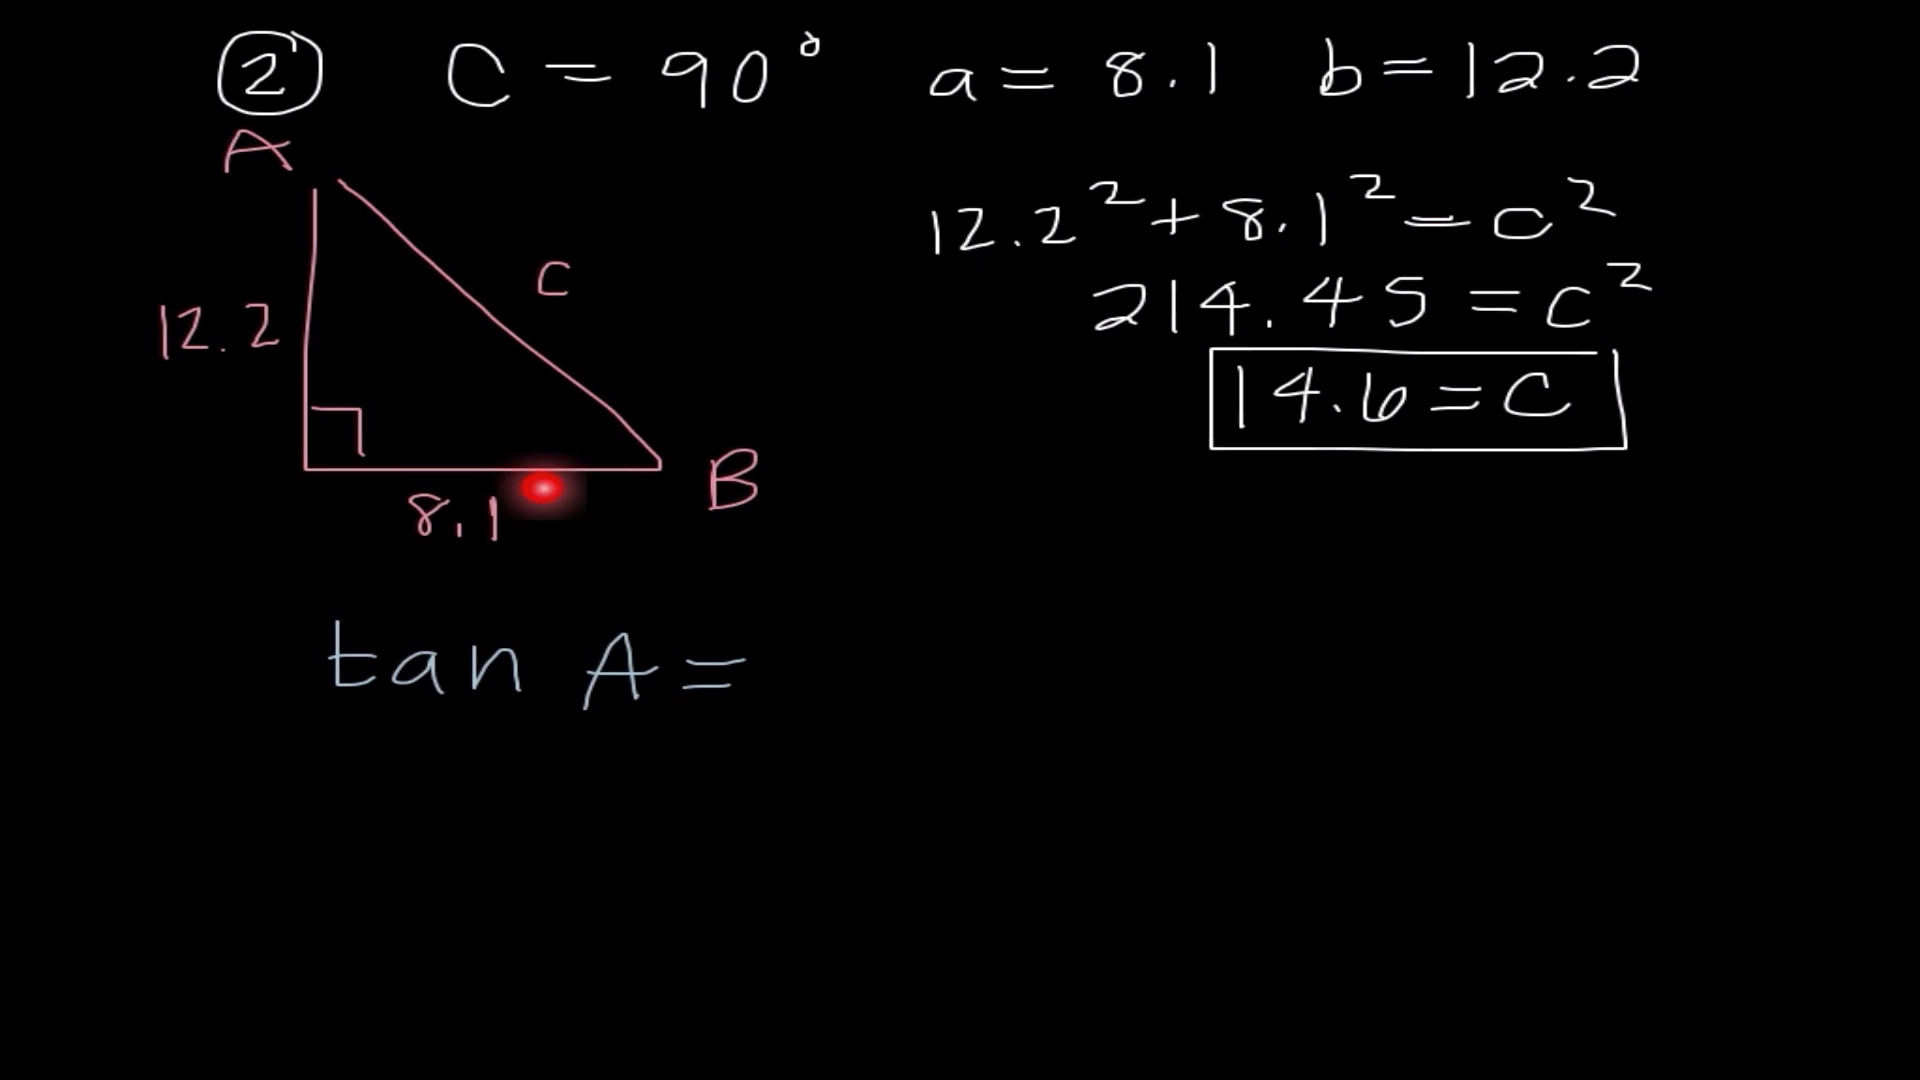 2 C = 90° a = 8.1 b = 12.2
A
12.2² + 8.1² = c²
c
214.45 = c²
12.2
14.6 = c
B
8.1
tan A =